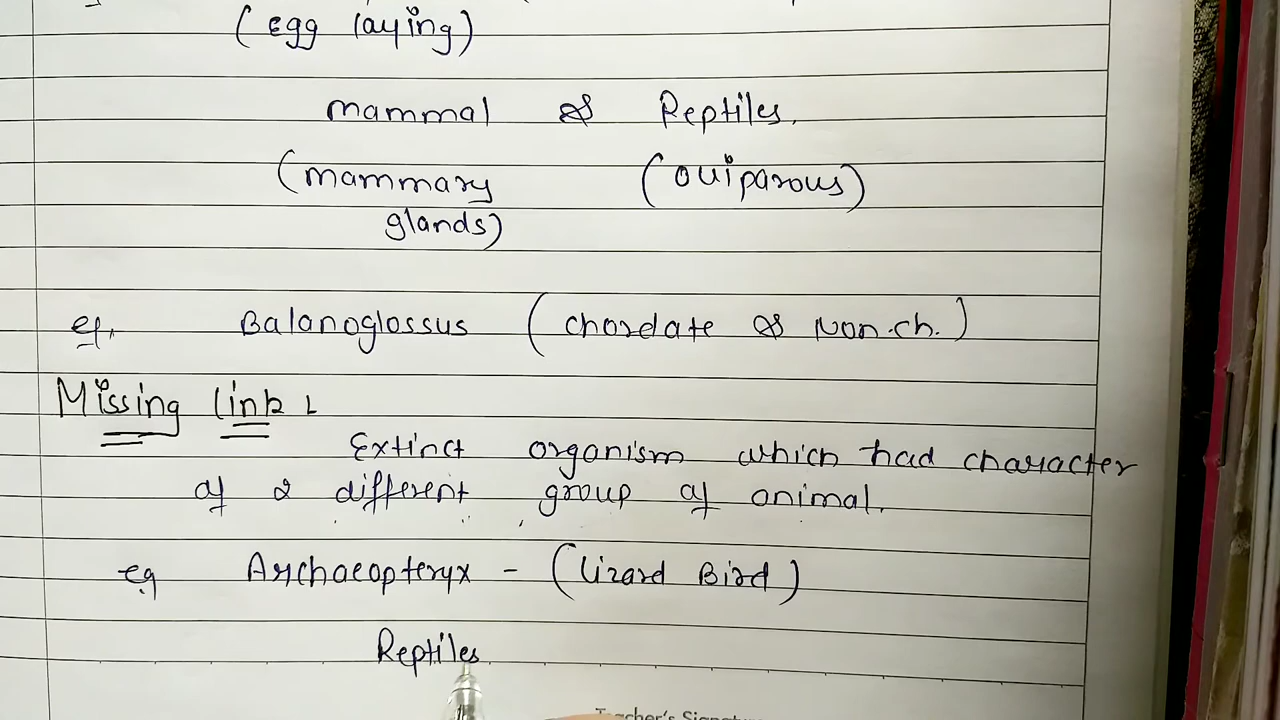 (egg laying)
mammal & Reptiles.
(mammary (oviparous)
glands)
eg. Balanoglossus (chordate & Non.ch.)
Missing link :
Extinct organism which had character
of 2 different group of animal.
eg Archaeopteryx - (lizard Bird)
Reptiles
Teacher's